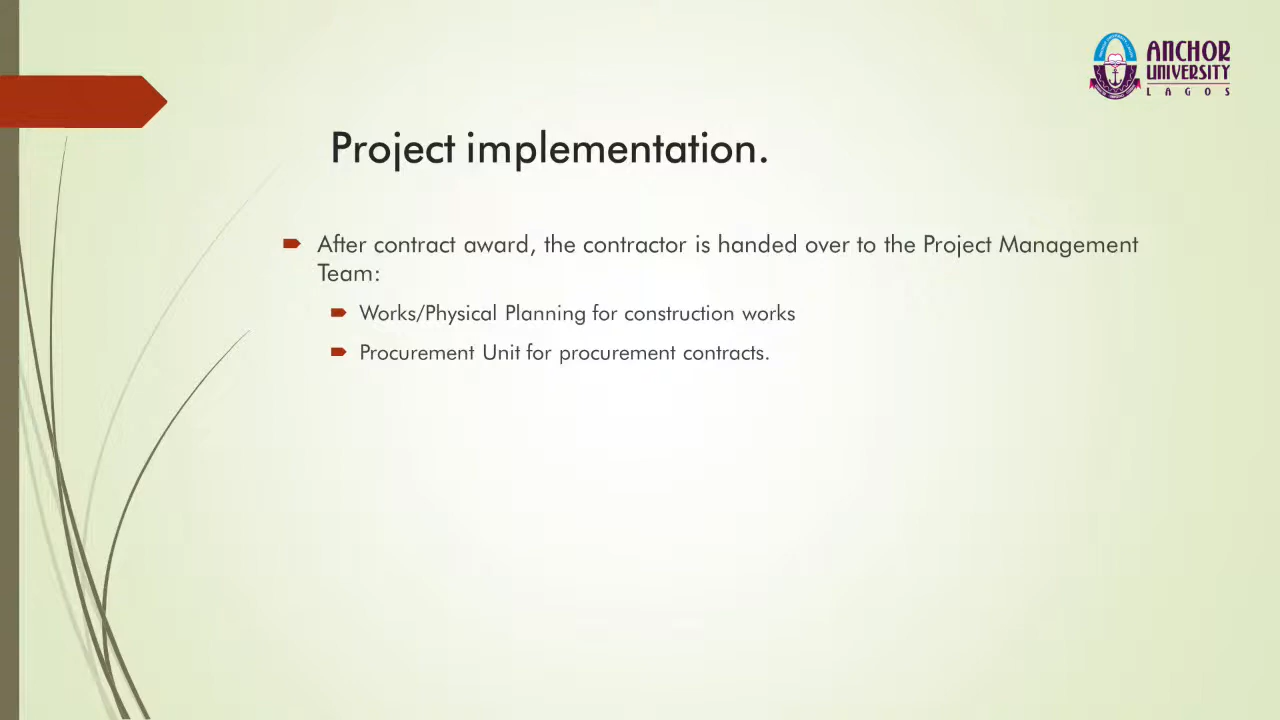 ANCHOR
UNIVERSITY
LAGOS
Project implementation.
After contract award, the contractor is handed over to the Project Management
Team:
Works/Physical Planning for construction works
Procurement Unit for procurement contracts.